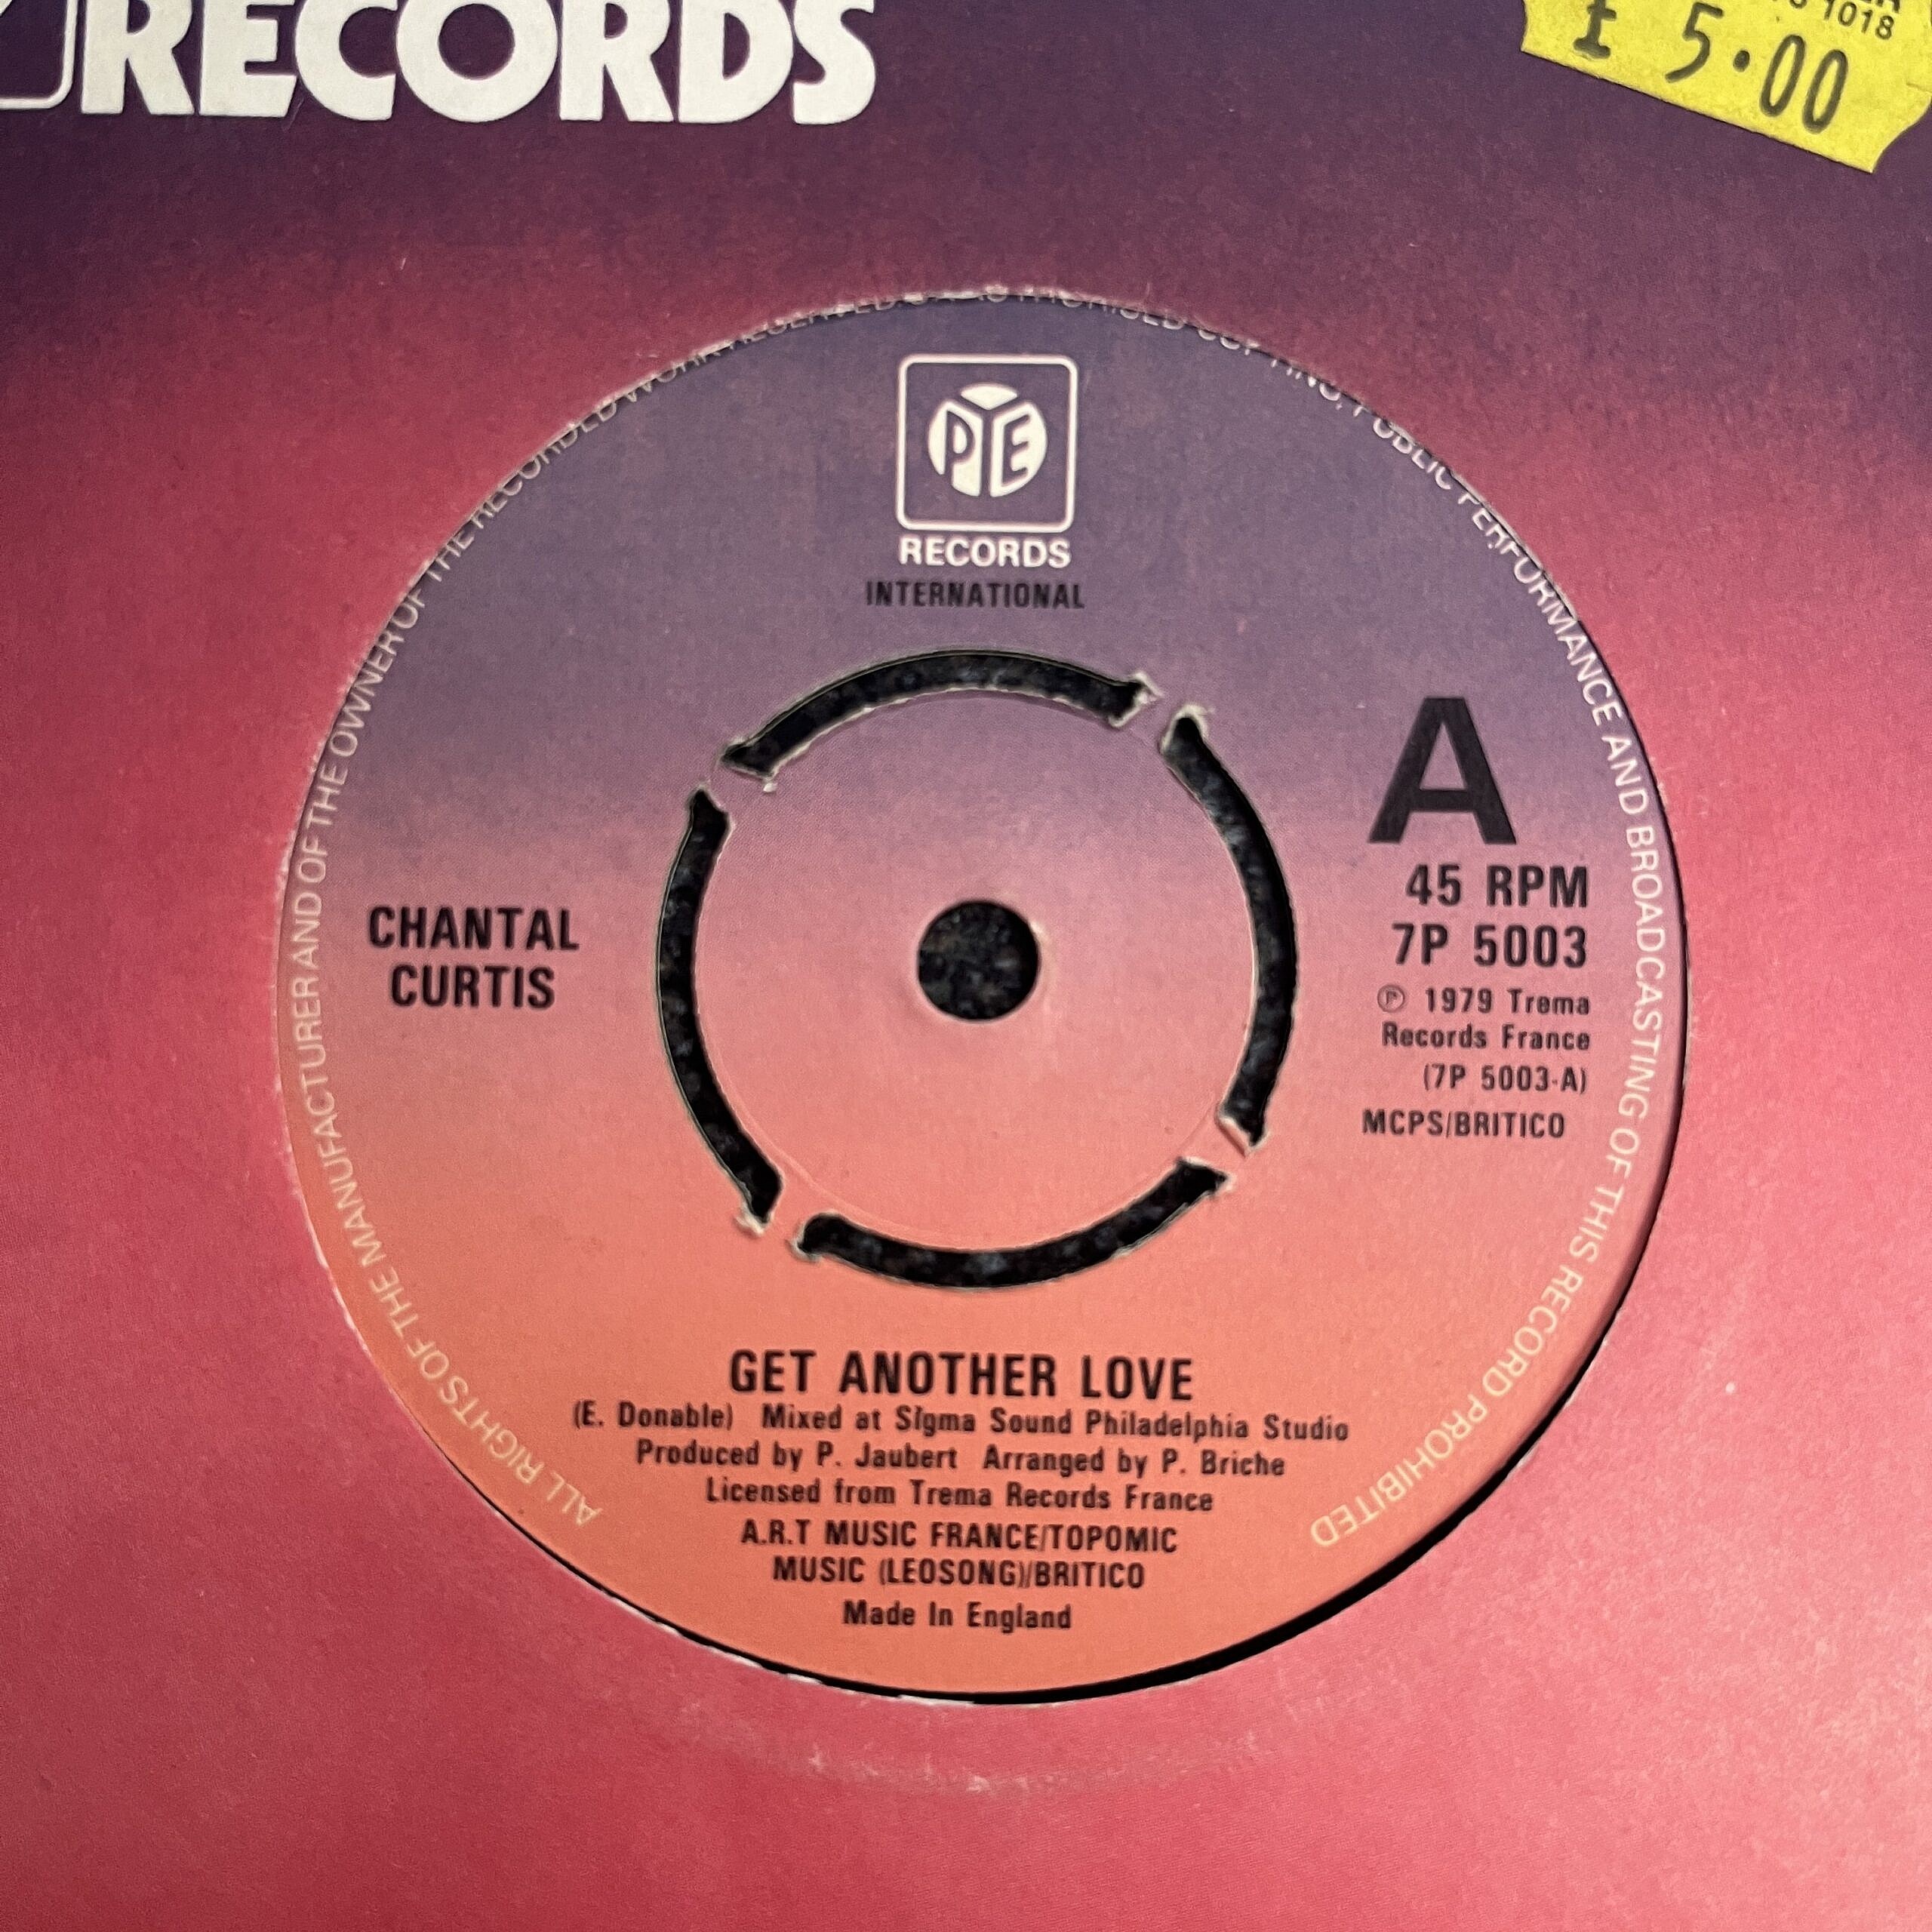 RECORDS
1018
£ 5.00
PYE
RECORDS
INTERNATIONAL
A
45 RPM
7P 5003
℗ 1979 Trema
Records France
(7P 5003-A)
MCPS/BRITICO
CHANTAL
CURTIS
GET ANOTHER LOVE
(E. Donable) Mixed at Sigma Sound Philadelphia Studio
Produced by P. Jaubert Arranged by P. Briche
Licensed from Trema Records France
A.R.T MUSIC FRANCE/TOPOMIC
MUSIC (LEOSONG)/BRITICO
Made In England
ALL RIGHTS OF THE MANUFACTURER AND OF THE OWNER OF THE RECORDED WORK RESERVED PUBLIC PERFORMANCE AND BROADCASTING OF THIS RECORD PROHIBITED